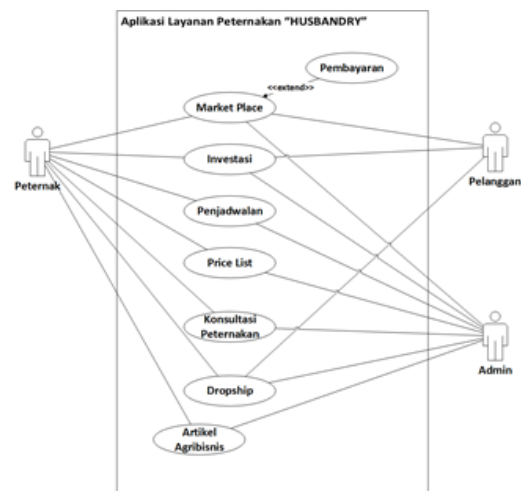 Aplikasi Layanan Peternakan “HUSBANDRY”
Pembayaran
<<extend>>
Market Place
Investasi
Peternak
Pelanggan
Penjadwalan
Price List
Konsultasi
Peternakan
Admin
Dropship
Artikel
Agribisnis